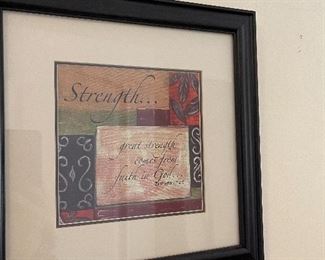 Strength...
great strength
comes from
faith in God...